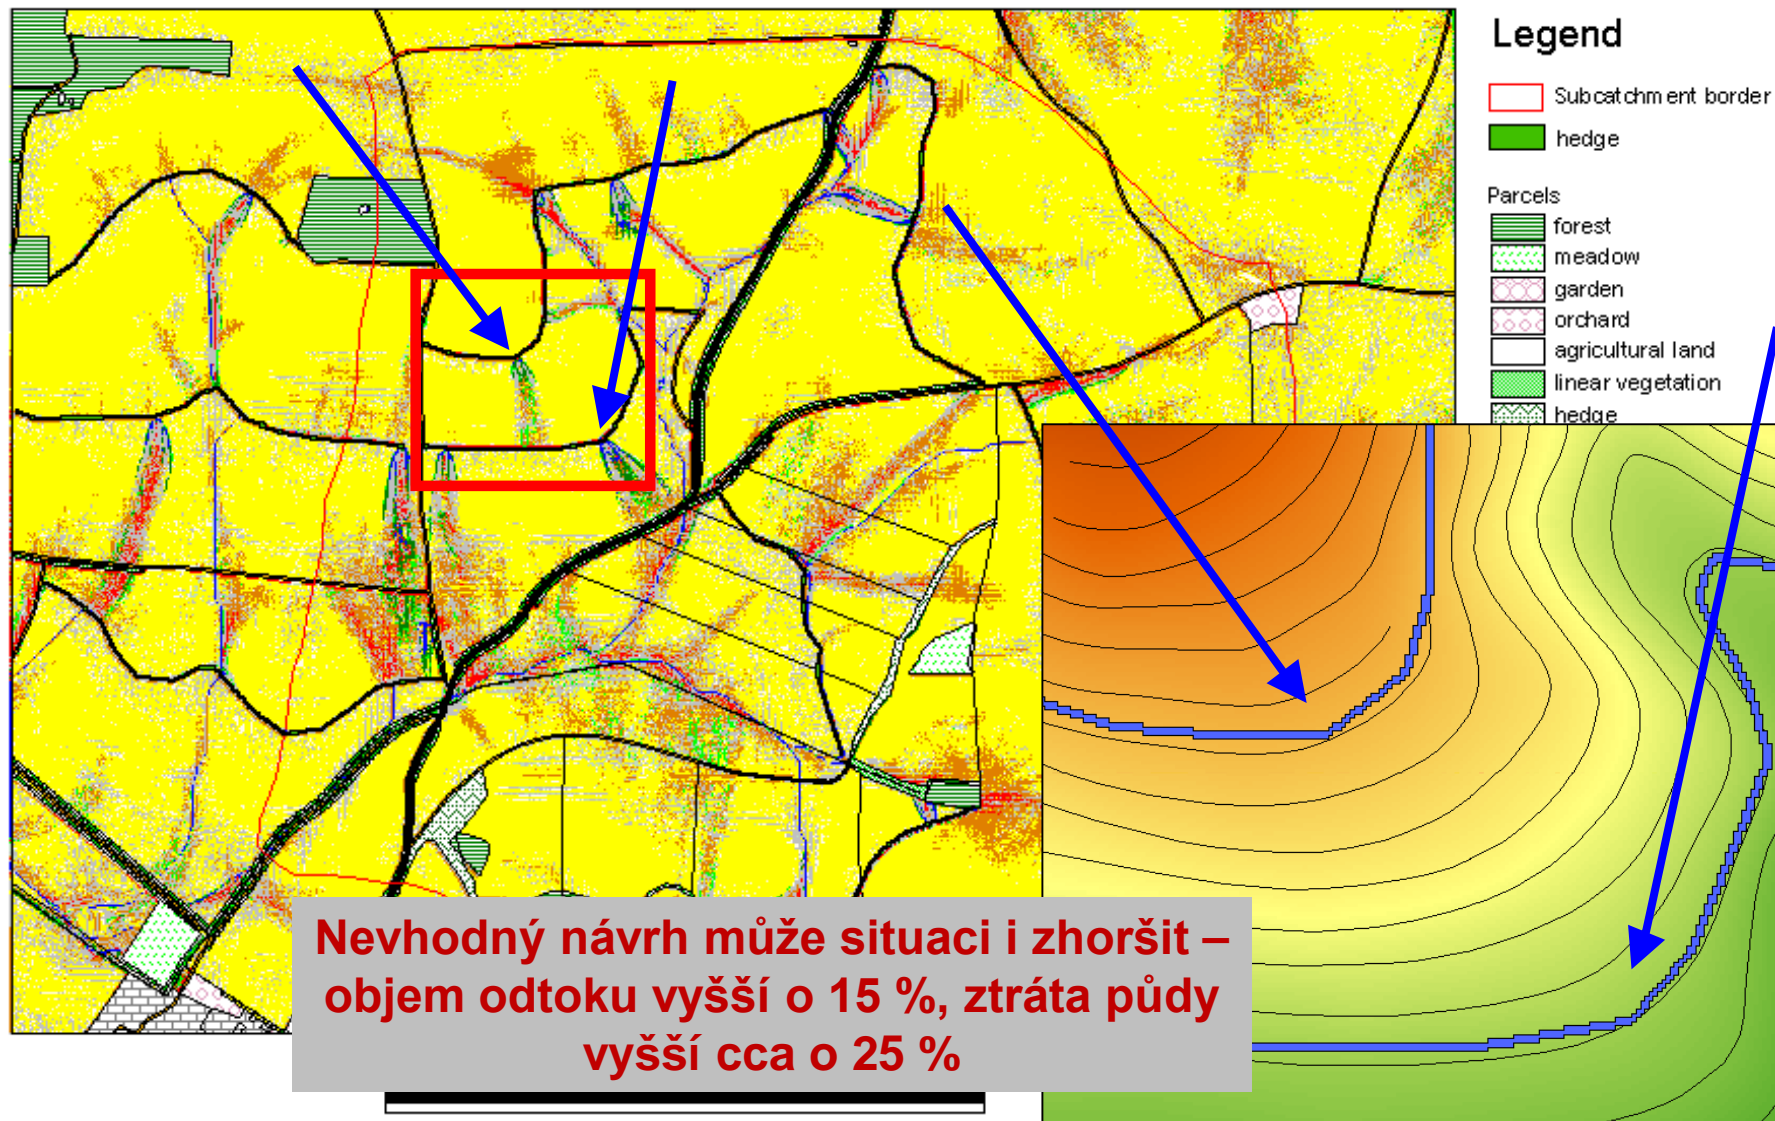 Legend
Subcatchment border
hedge
Parcels
forest
meadow
garden
orchard
agricultural land
linear vegetation
hedge
Nevhodný návrh může situaci i zhoršit –
objem odtoku vyšší o 15 %, ztráta půdy
vyšší cca o 25 %